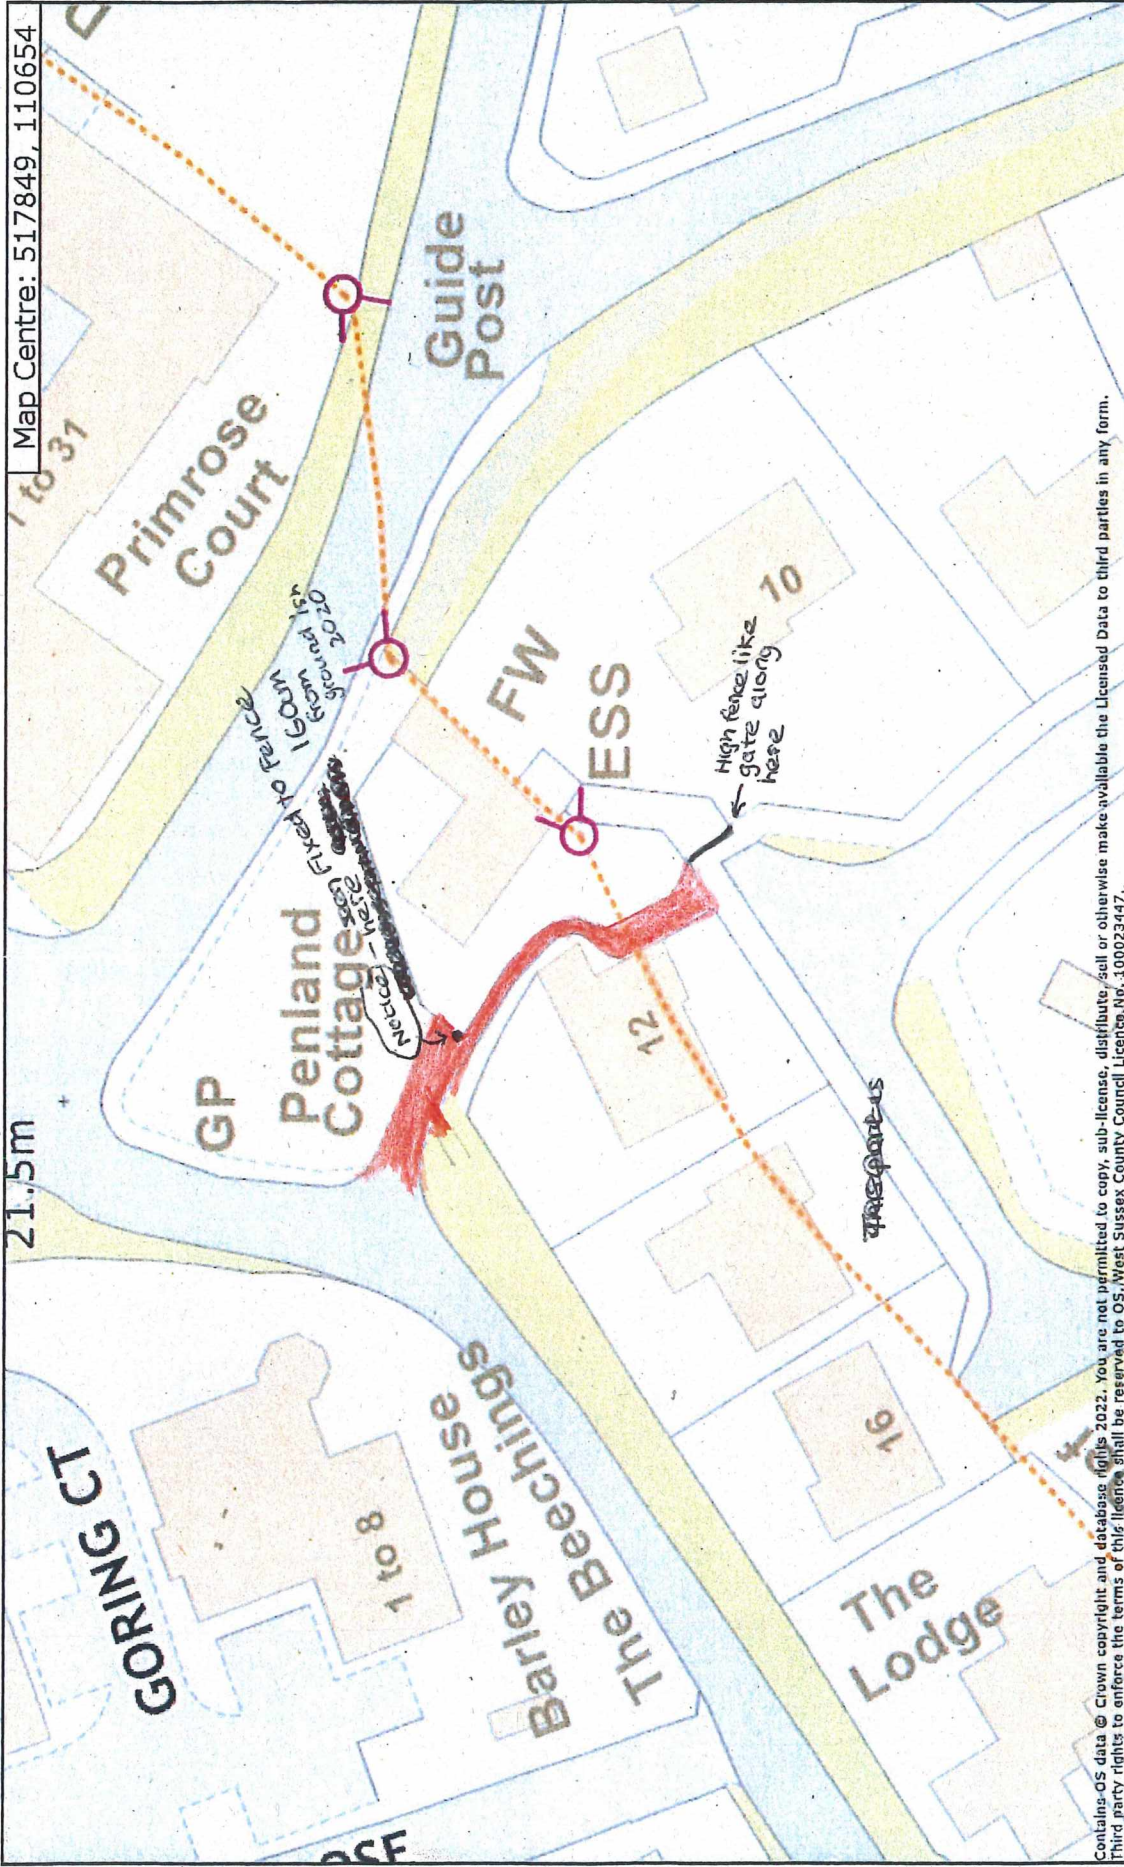 Map Centre: 517849, 110654
21.5m
1 to 31
Primrose
Court
Guide
Post
GP
Penland
Cottage
Notice - here
Fixed to Fence
160cm
from
ground
2020
FW
ESS
10
High fence like
gate along
here
12
16
GORING CT
1 to 8
Barley House
The Beechings
The
Lodge
Contains OS data © Crown copyright and database rights 2022. You are not permitted to copy, sub-license, distribute, sell or otherwise make available the Licensed Data to third parties in any form.
Third party rights to enforce the terms of this licence shall be reserved to OS. West Sussex County Council Licence No. 100023447.